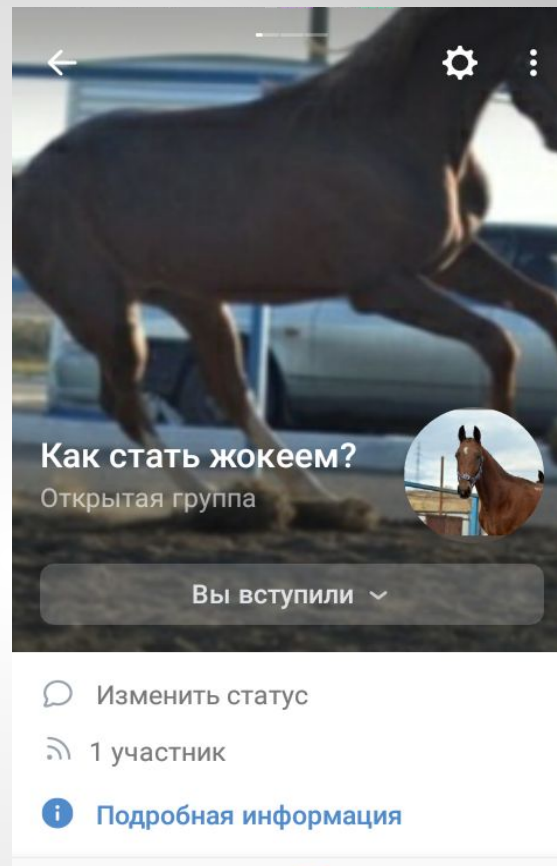 Как стать жокеем?
Открытая группа
Вы вступили
Изменить статус
1 участник
Подробная информация